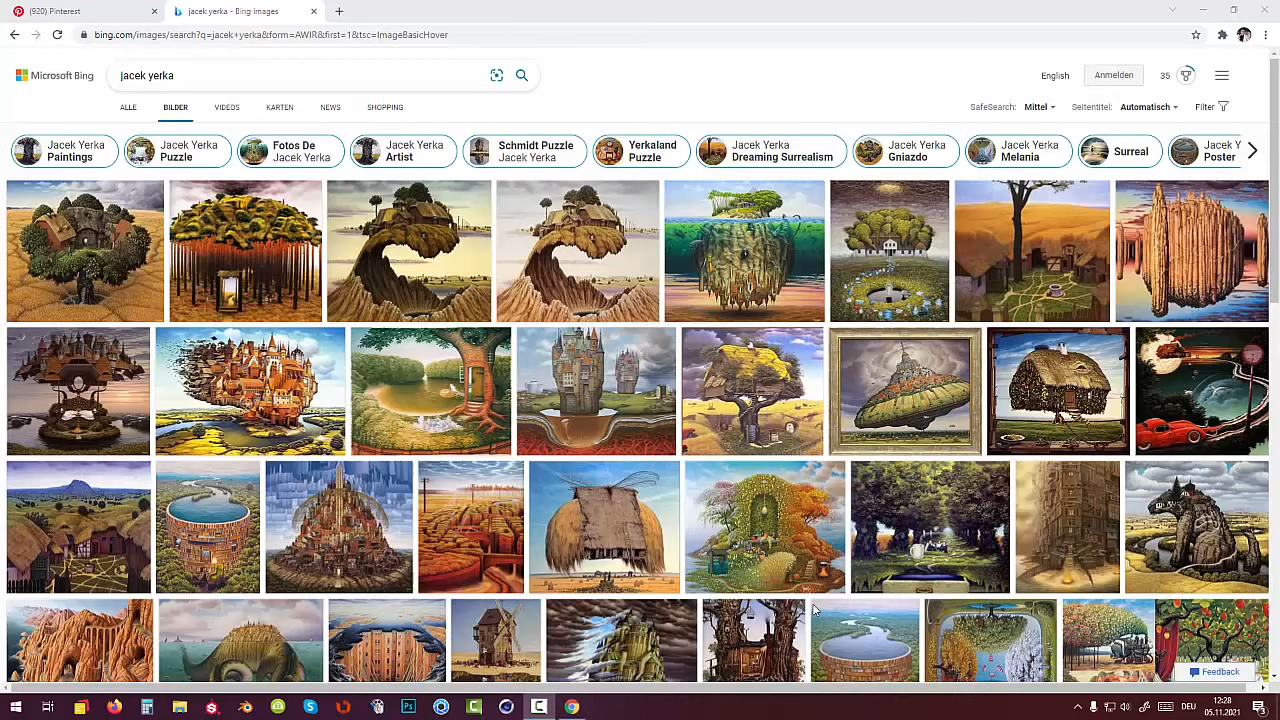 (920) Pinterest
jacek yerka - Bing images
bing.com/images/search?q=jacek+yerka&form=AWIR&first=1&tsc=ImageBasicHover
Microsoft Bing
jacek yerka
English
Anmelden
35
ALLE
BILDER
VIDEOS
KARTEN
NEWS
SHOPPING
SafeSearch: Mittel
Seitentitel: Automatisch
Filter
Jacek Yerka
Paintings
Jacek Yerka
Puzzle
Fotos De
Jacek Yerka
Jacek Yerka
Artist
Schmidt Puzzle
Jacek Yerka
Yerkaland
Puzzle
Jacek Yerka
Dreaming Surrealism
Jacek Yerka
Gniazdo
Jacek Yerka
Melania
Surreal
Jacek Y
Poster
Feedback
DEU
12:28
05.11.2021